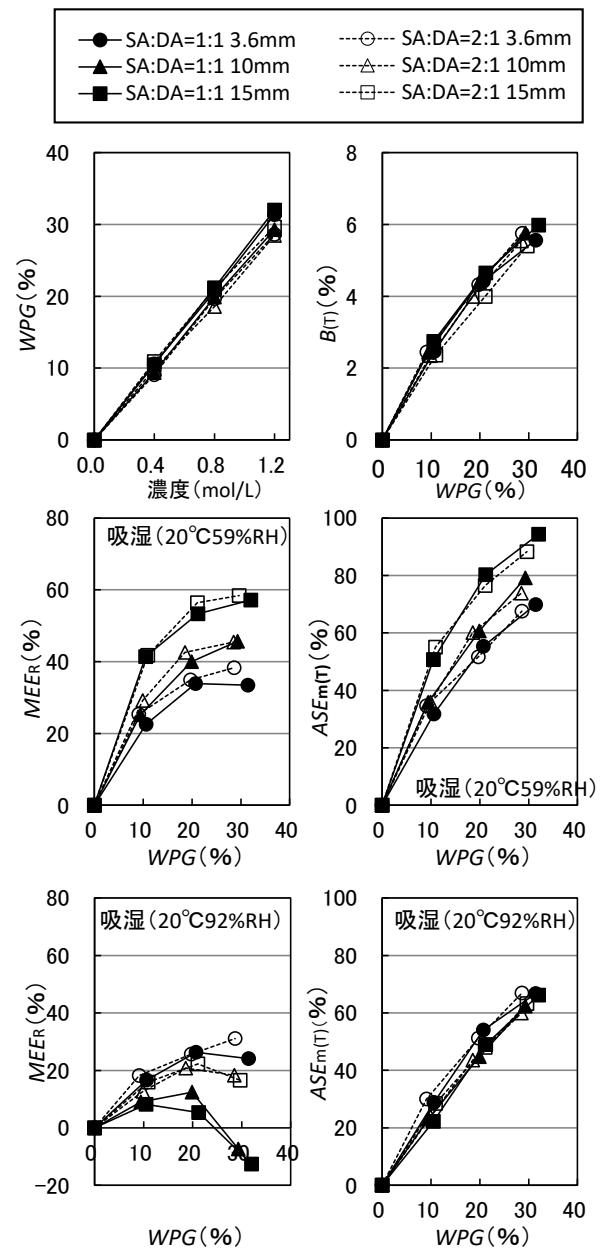 SA:DA=1:1 3.6mm
SA:DA=2:1 3.6mm
SA:DA=1:1 10mm
SA:DA=2:1 10mm
SA:DA=1:1 15mm
SA:DA=2:1 15mm
WPG(%)
40
30
20
10
0
0.0 0.4 0.8 1.2
濃度(mol/L)
B(T)(%)
8
6
4
2
0
0 10 20 30 40
WPG(%)
吸湿(20℃59%RH)
MEER(%)
80
60
40
20
0
0 10 20 30 40
WPG(%)
ASEm(T)(%)
100
80
60
40
20
0
吸湿(20℃59%RH)
0 10 20 30 40
WPG(%)
吸湿(20℃92%RH)
MEER(%)
80
60
40
20
0
-20
0 10 20 30 40
WPG(%)
吸湿(20℃92%RH)
ASEm(T)(%)
100
80
60
40
20
0
0 10 20 30 40
WPG(%)